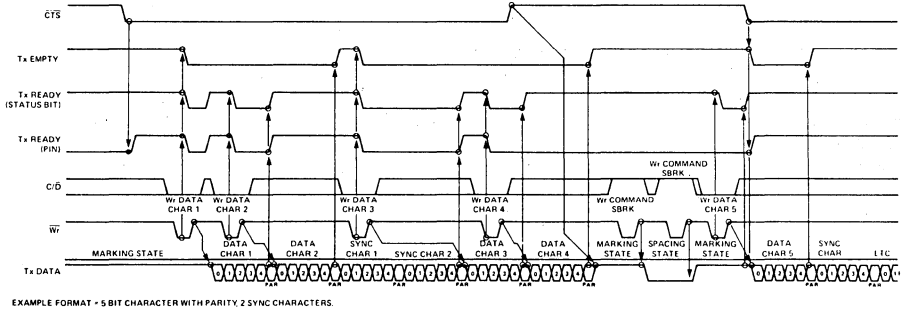 CTS
Tx EMPTY
Tx READY
(STATUS BIT)
Tx READY
(PIN)
Wr COMMAND
SBRK
C/D
Wr DATA
CHAR 1
Wr DATA
CHAR 2
Wr DATA
CHAR 3
Wr DATA
CHAR 4
Wr COMMAND
SBRK
Wr DATA
CHAR 5
Wr
MARKING STATE
DATA
CHAR 1
DATA
CHAR 2
SYNC
CHAR 1
SYNC CHAR 2
DATA
CHAR 3
DATA
CHAR 4
MARKING
STATE
SPACING
STATE
MARKING
STATE
DATA
CHAR 5
SYNC
CHAR
ETC
Tx DATA
PAR PAR PAR PAR PAR PAR PAR PAR
EXAMPLE FORMAT = 5 BIT CHARACTER WITH PARITY, 2 SYNC CHARACTERS.